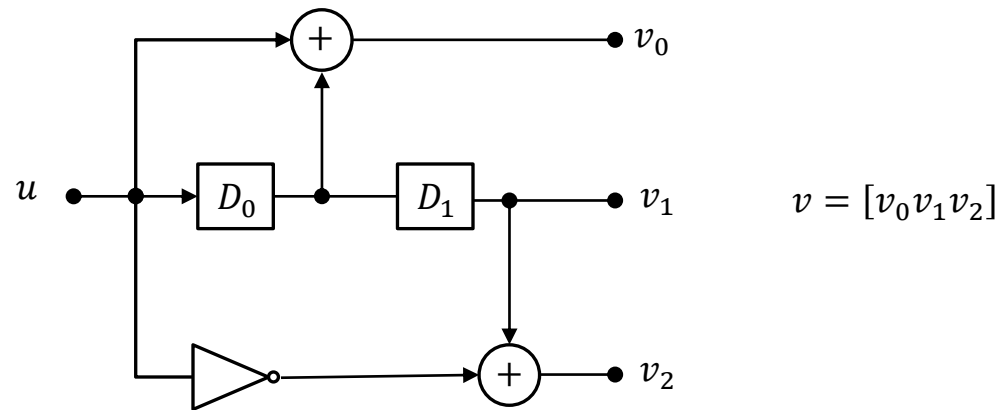 + v₀
u D₀ D₁ v₁ v = [v₀v₁v₂]
+ v₂